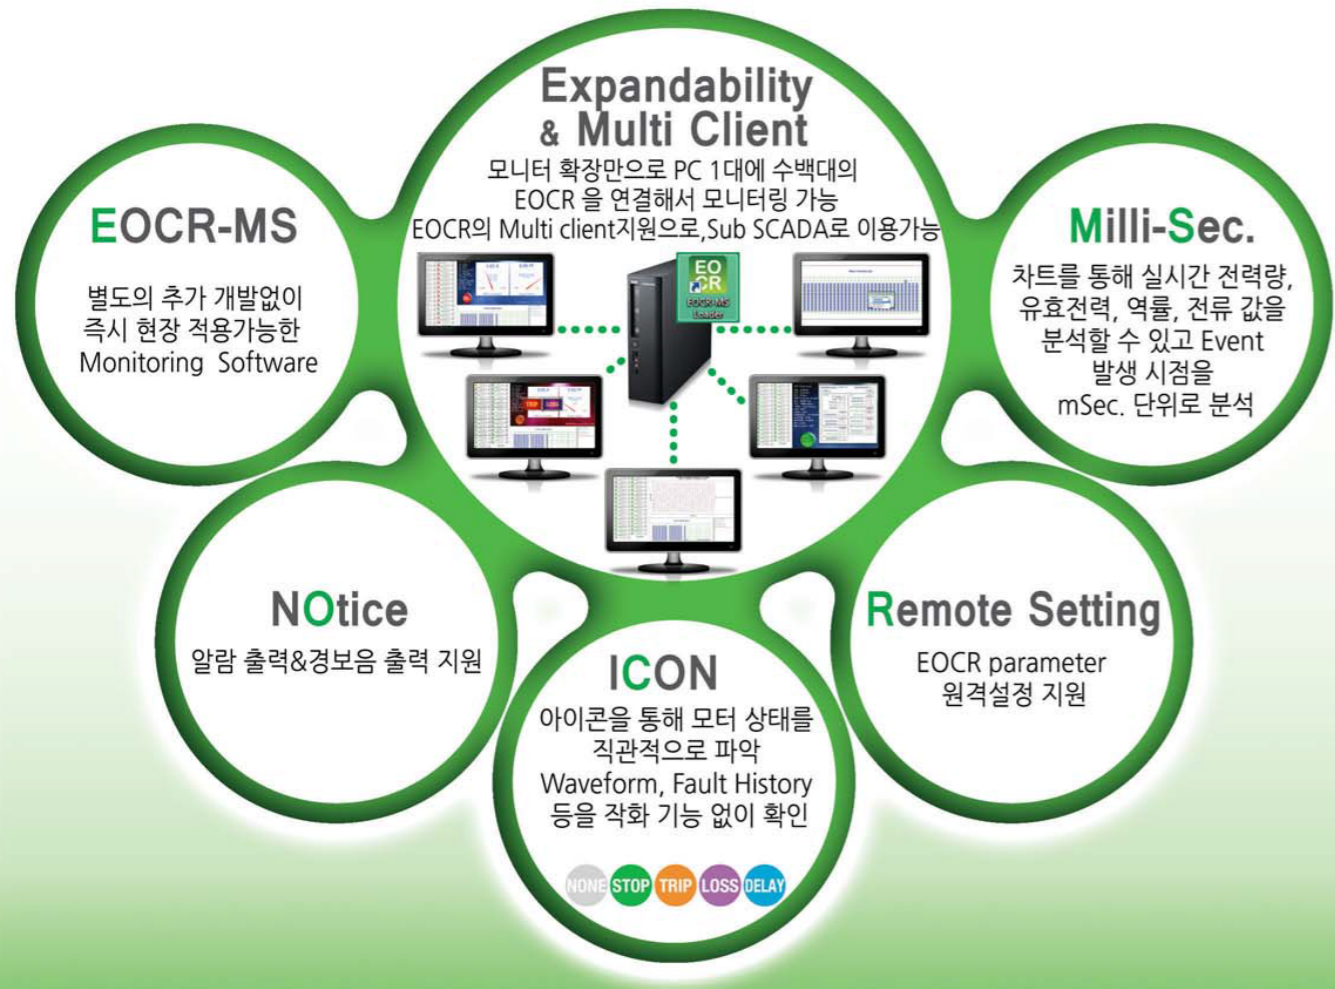 Expandability
& Multi Client
모니터 확장만으로 PC 1대에 수백대의
EOCR 을 연결해서 모니터링 가능
EOCR의 Multi client지원으로,Sub SCADA로 이용가능
EO
CR
EOCR-MS
Loader
TRIP
EOCR-MS
별도의 추가 개발없이
즉시 현장 적용가능한
Monitoring Software
Milli-Sec.
차트를 통해 실시간 전력량,
유효전력, 역률, 전류 값을
분석할 수 있고 Event
발생 시점을
mSec. 단위로 분석
NOtice
알람 출력&경보음 출력 지원
ICON
아이콘을 통해 모터 상태를
직관적으로 파악
Waveform, Fault History
등을 작화 기능 없이 확인
NONE STOP TRIP LOSS DELAY
Remote Setting
EOCR parameter
원격설정 지원